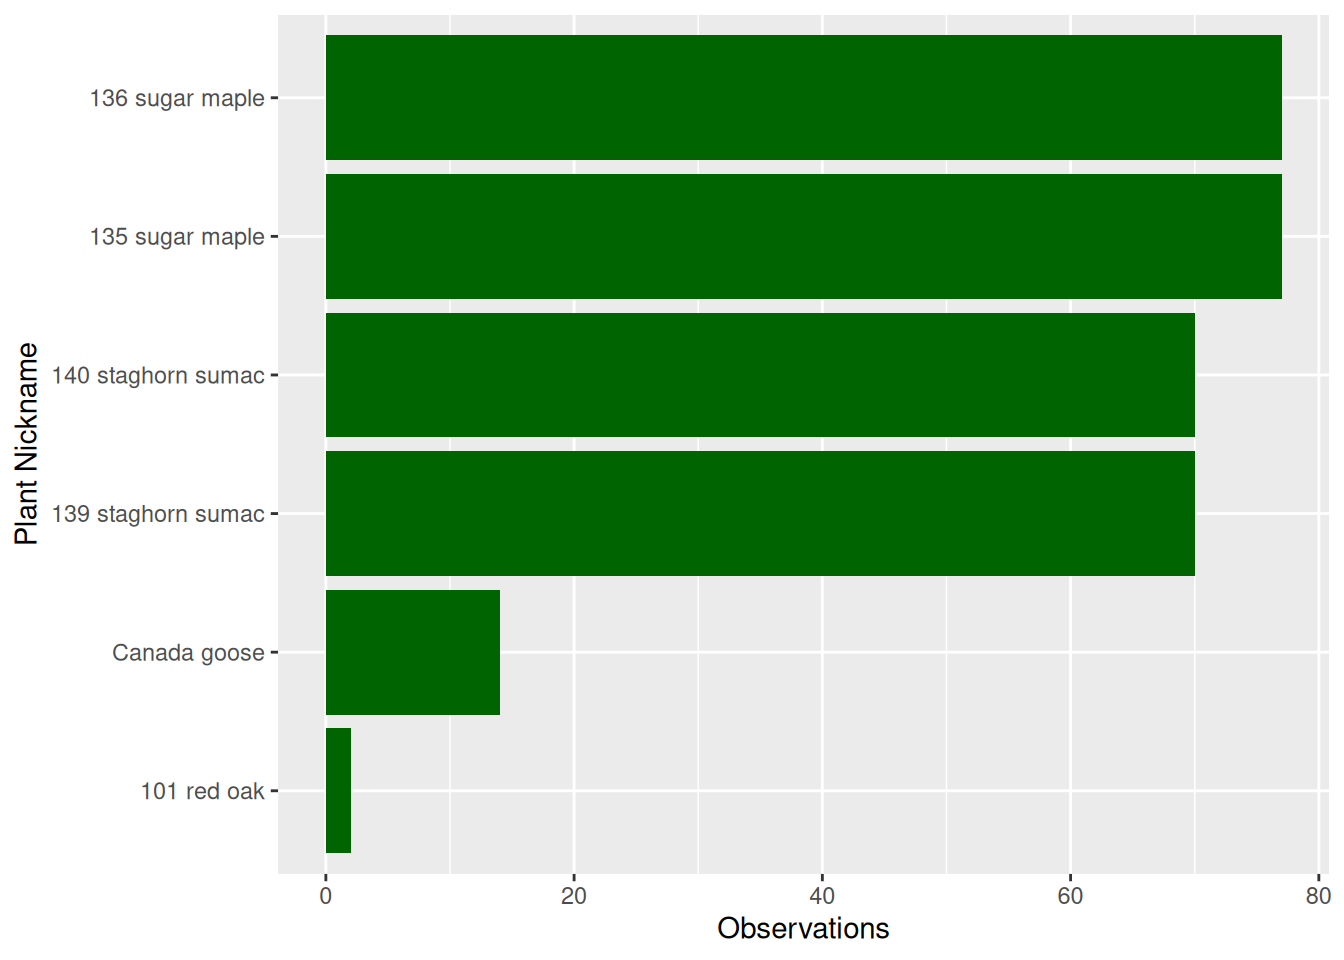 136 sugar maple
135 sugar maple
140 staghorn sumac
139 staghorn sumac
Canada goose
101 red oak
Plant Nickname
0 20 40 60 80
Observations